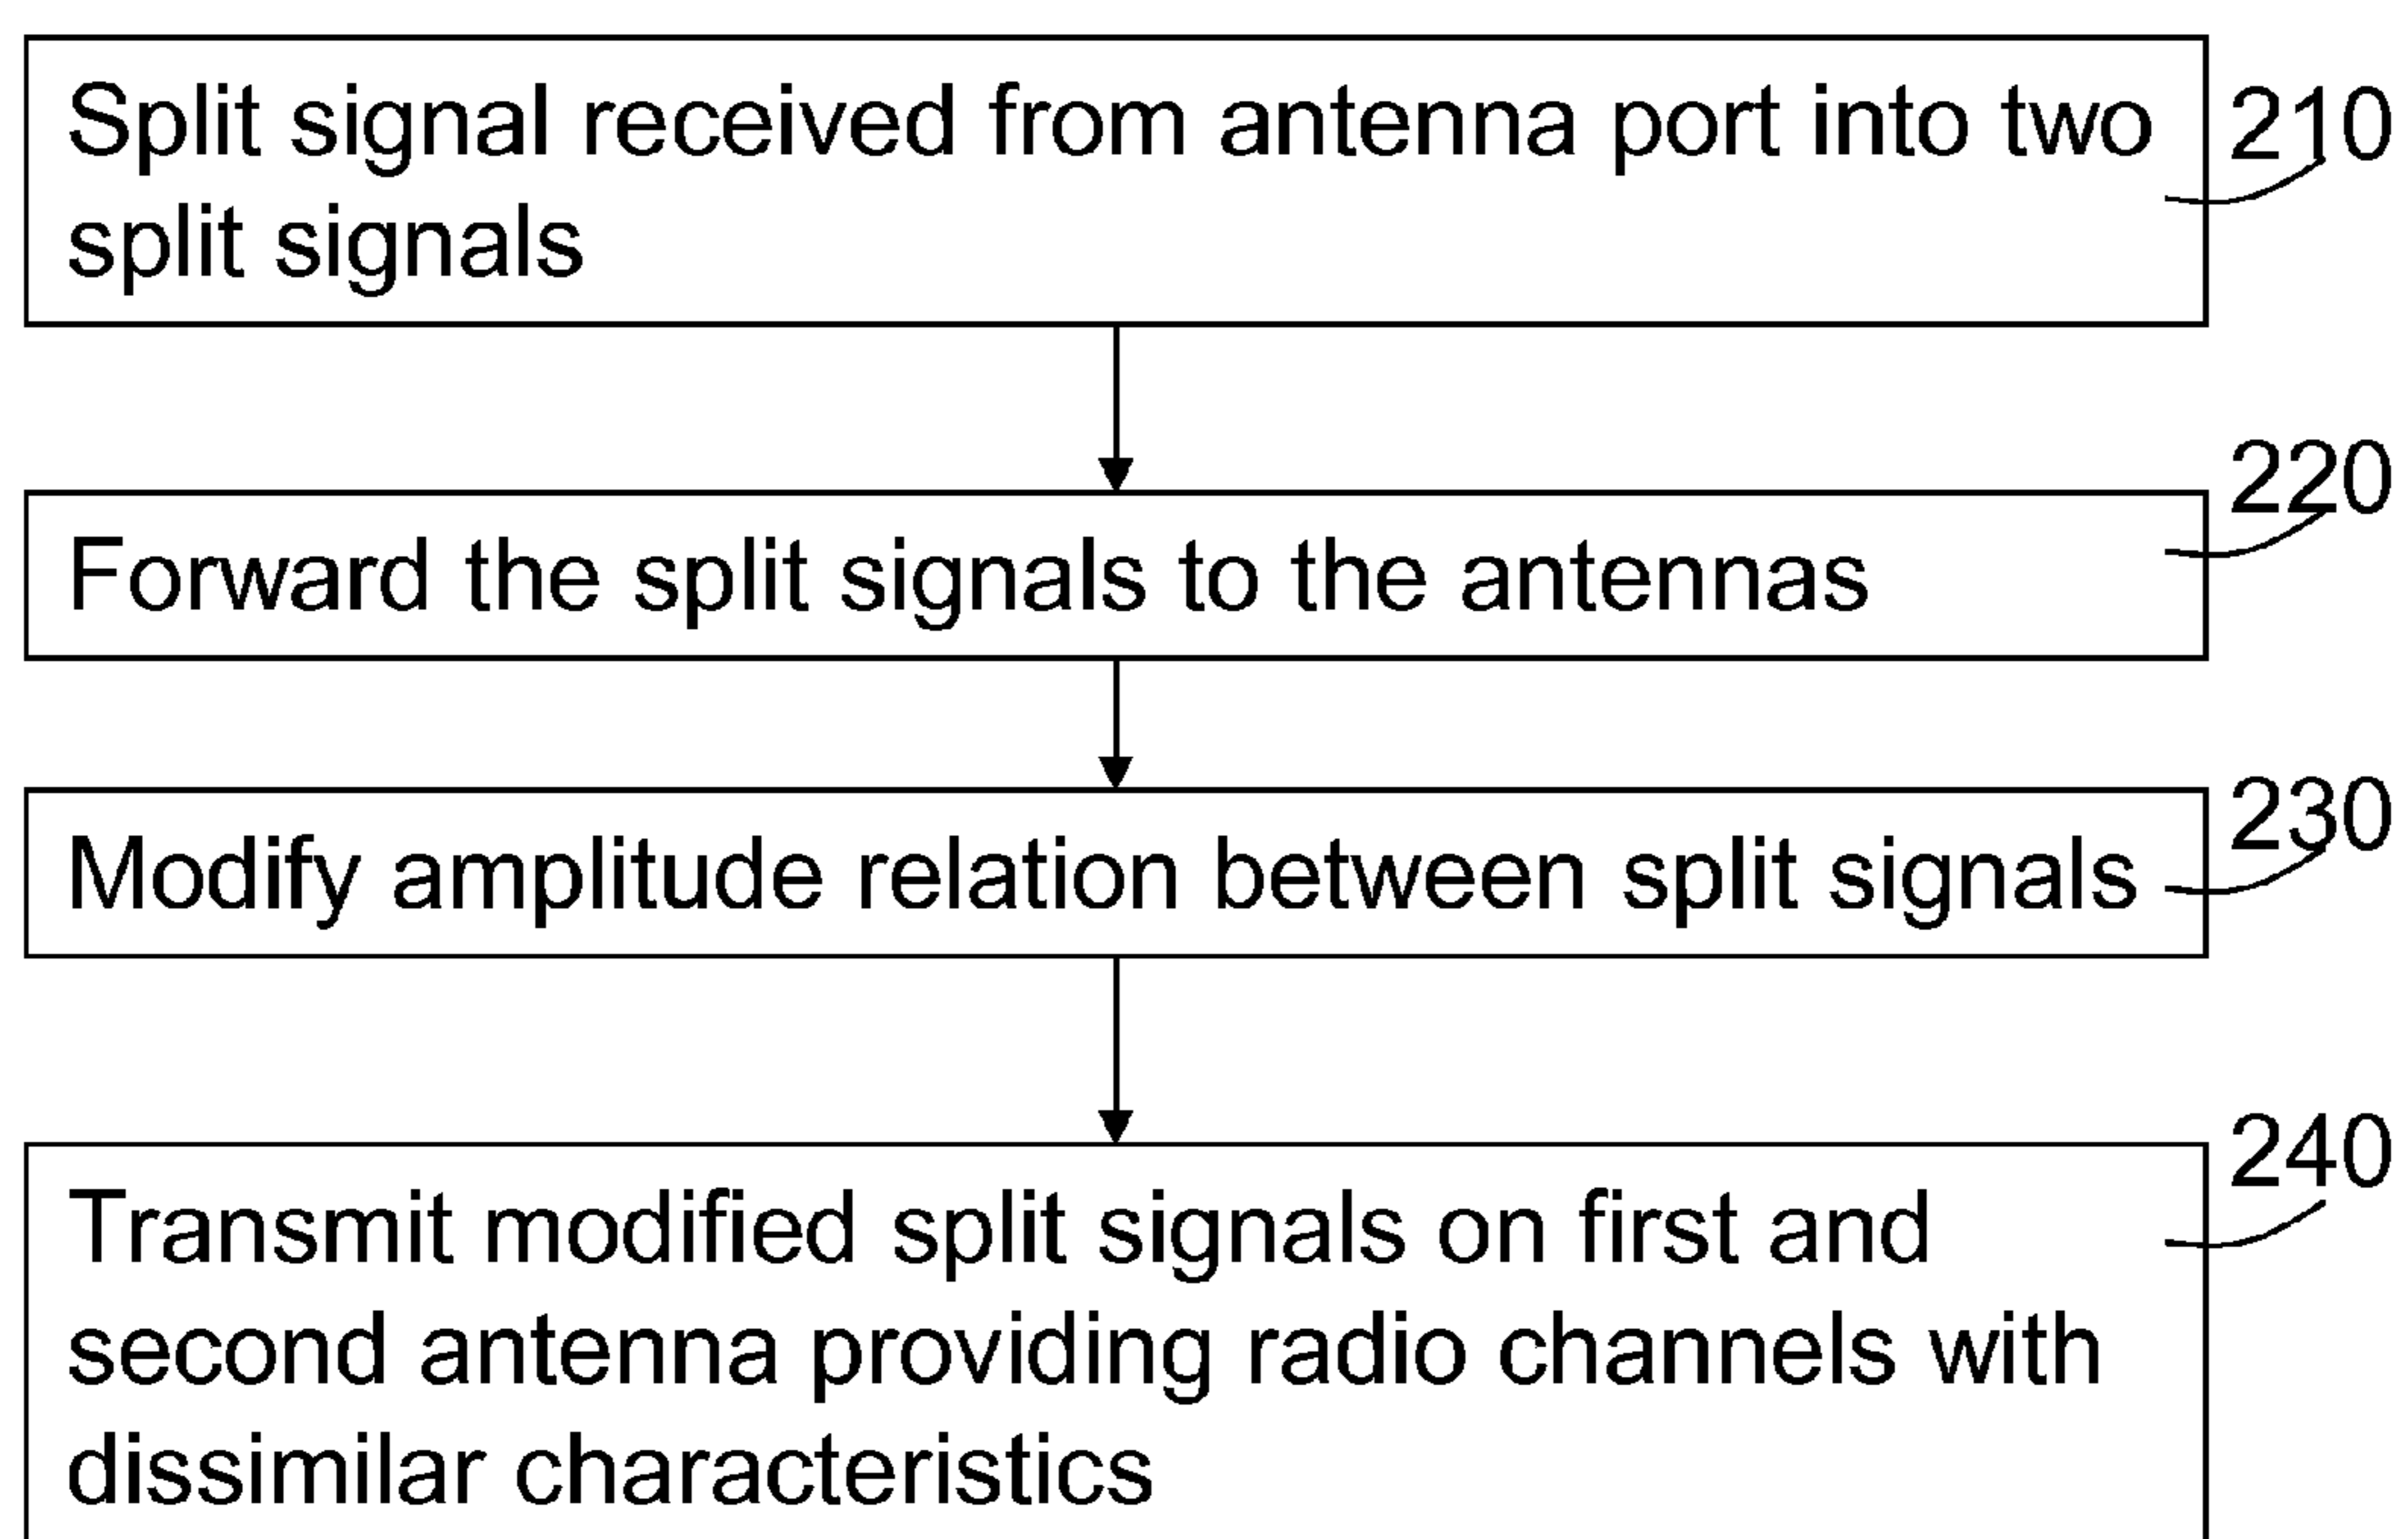 Split signal received from antenna port into two
split signals
210
Forward the split signals to the antennas
220
Modify amplitude relation between split signals
230
Transmit modified split signals on first and
second antenna providing radio channels with
dissimilar characteristics
240